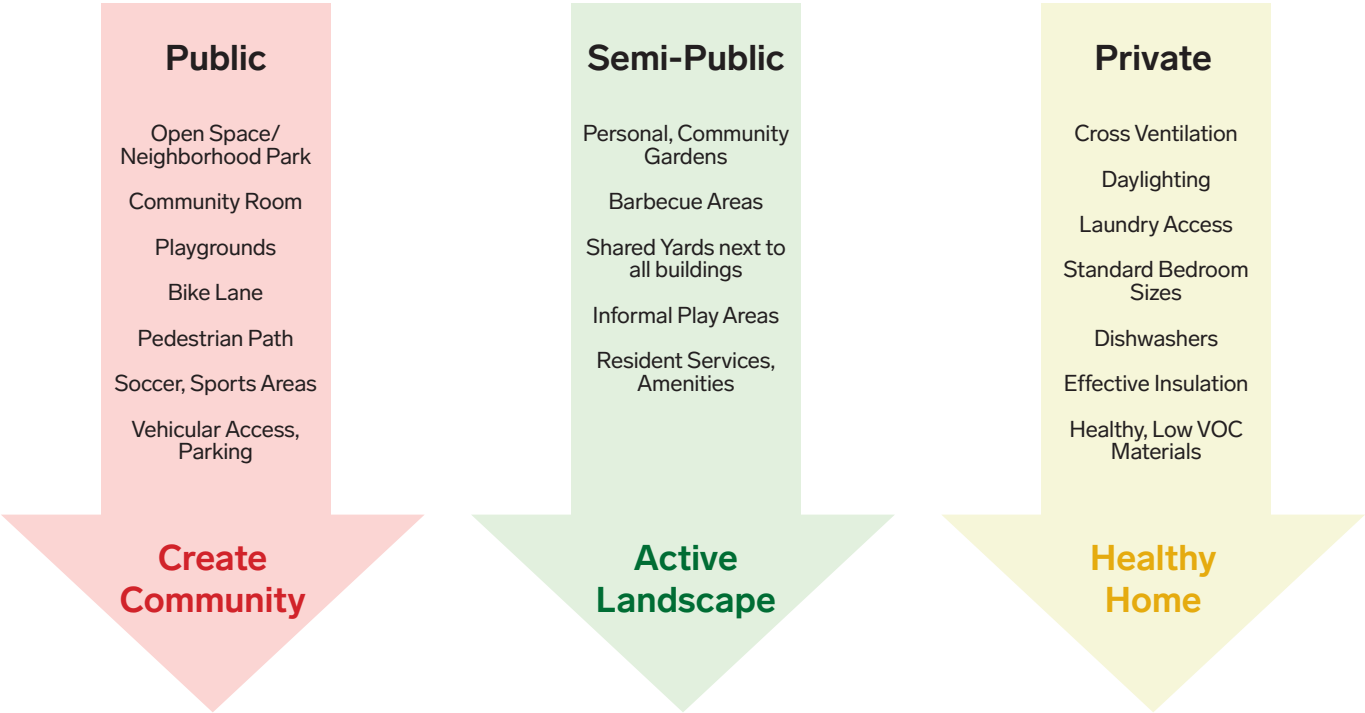 Public
Open Space/
Neighborhood Park
Community Room
Playgrounds
Bike Lane
Pedestrian Path
Soccer, Sports Areas
Vehicular Access,
Parking
Create
Community
Semi-Public
Personal, Community
Gardens
Barbecue Areas
Shared Yards next to
all buildings
Informal Play Areas
Resident Services,
Amenities
Active
Landscape
Private
Cross Ventilation
Daylighting
Laundry Access
Standard Bedroom
Sizes
Dishwashers
Effective Insulation
Healthy, Low VOC
Materials
Healthy
Home